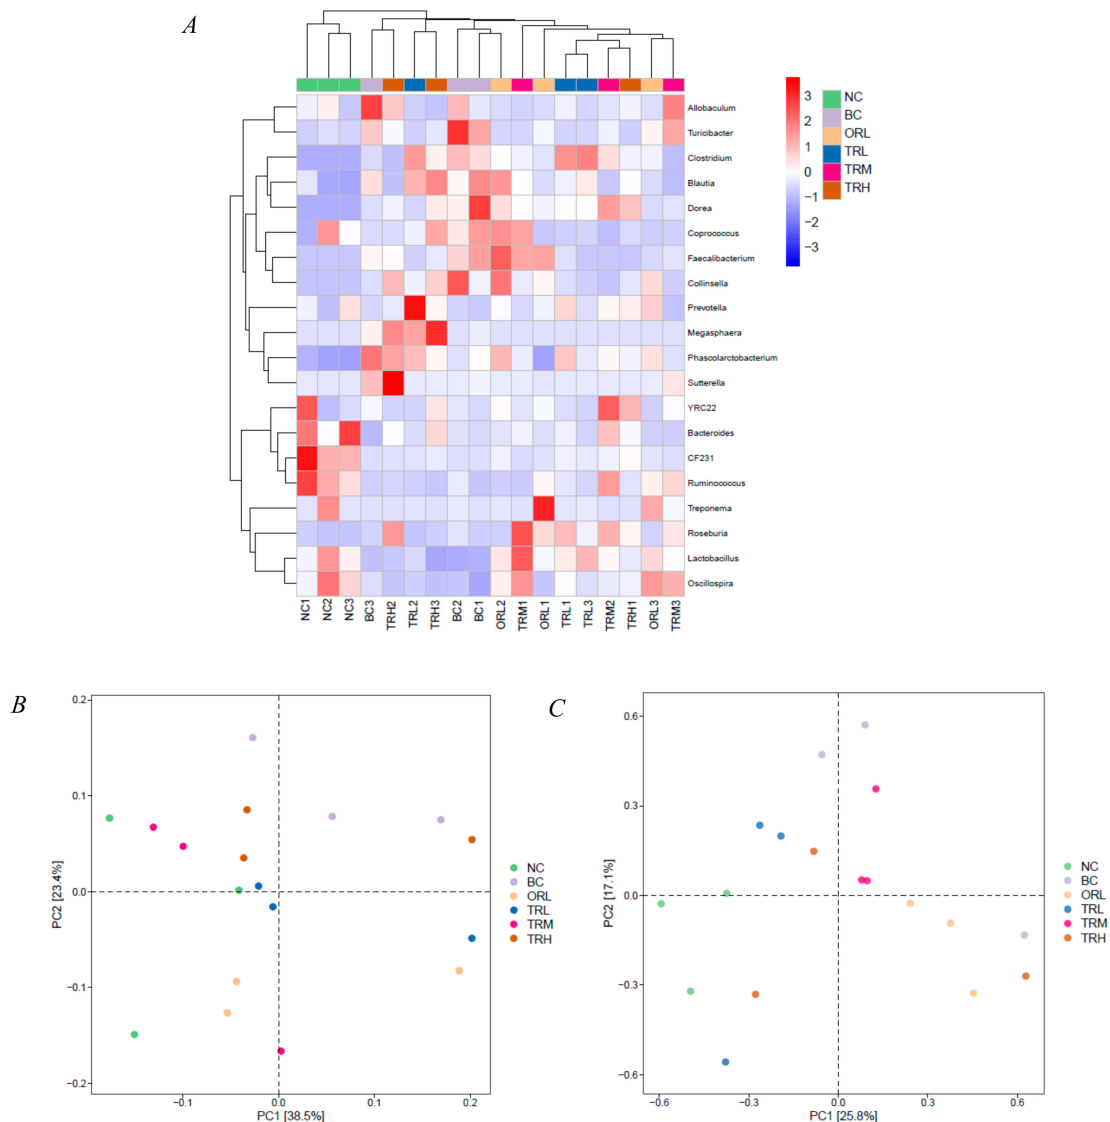 A
Allobaculum
Turicibacter
Clostridium
Blautia
Dorea
Coprococcus
Faecalibacterium
Collinsella
Prevotella
Megasphaera
Phascolarctobacterium
Sutterella
YRC22
Bacteroides
CF231
Ruminococcus
Treponema
Roseburia
Lactobacillus
Oscillospira
3
2
1
0
−1
−2
−3
NC
BC
ORL
TRL
TRM
TRH
NC1 NC2 NC3 BC3 TRH2 TRL2 TRH3 BC2 BC1 ORL2 TRM1 ORL1 TRL1 TRL3 TRM2 TRH1 ORL3 TRM3
B
0.2
0.1
0.0
−0.1
−0.2
PC2 [23.4%]
−0.1 0.0 0.1 0.2
PC1 [38.5%]
NC
BC
ORL
TRL
TRM
TRH
C
0.6
0.3
0.0
−0.3
−0.6
PC2 [17.1%]
−0.6 −0.3 0.0 0.3 0.6
PC1 [25.8%]
NC
BC
ORL
TRL
TRM
TRH